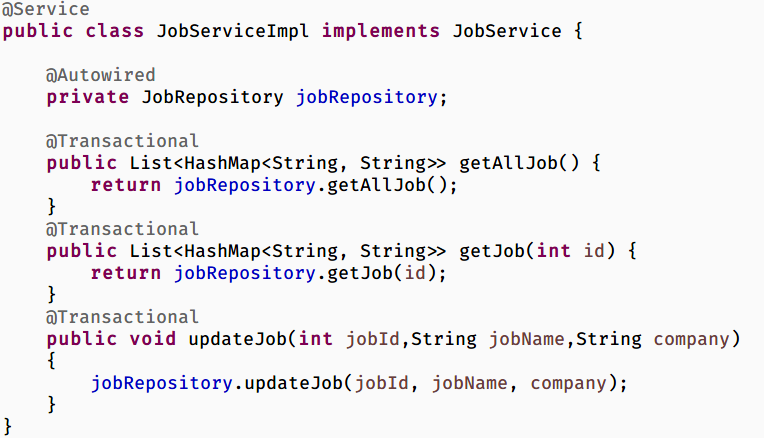 @Service
public class JobServiceImpl implements JobService {
@Autowired
private JobRepository jobRepository;
@Transactional
public List<HashMap<String, String>> getAllJob() {
return jobRepository.getAllJob();
}
@Transactional
public List<HashMap<String, String>> getJob(int id) {
return jobRepository.getJob(id);
}
@Transactional
public void updateJob(int jobId,String jobName,String company)
{
jobRepository.updateJob(jobId, jobName, company);
}
}